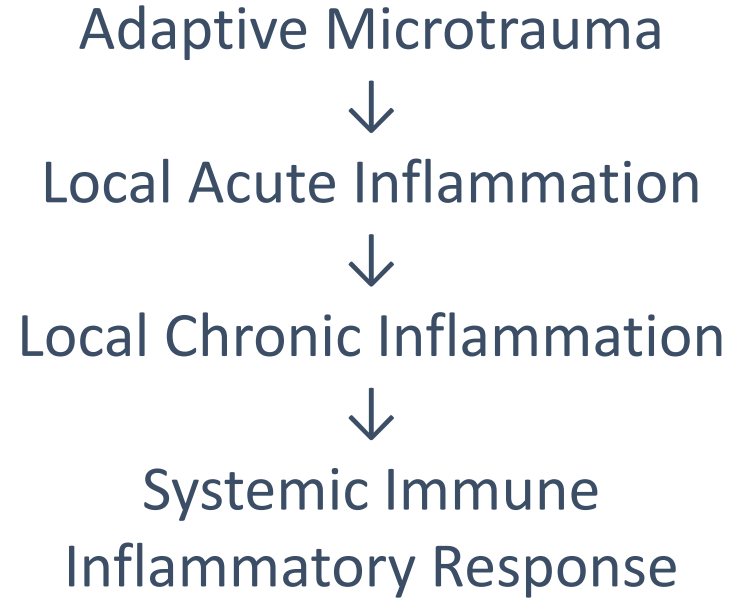 Adaptive Microtrauma
↓
Local Acute Inflammation
↓
Local Chronic Inflammation
↓
Systemic Immune
Inflammatory Response